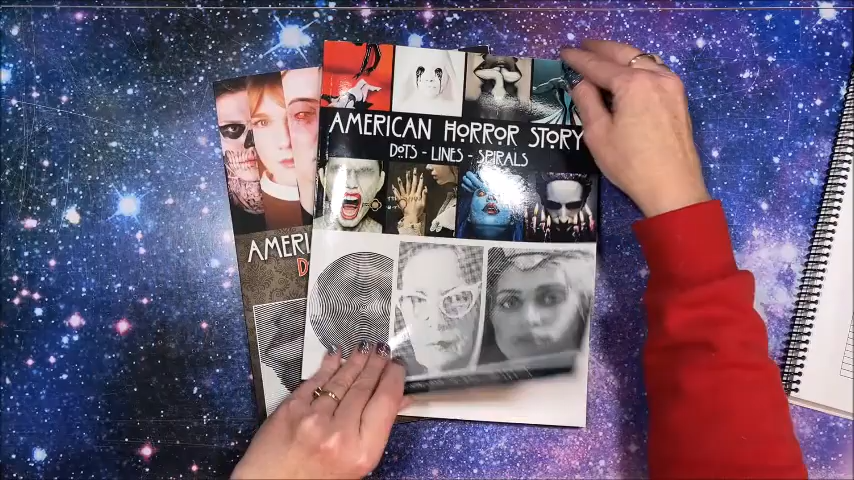 AMERICAN HORROR STORY
DOTS - LINES - SPIRALS
AMERI
D